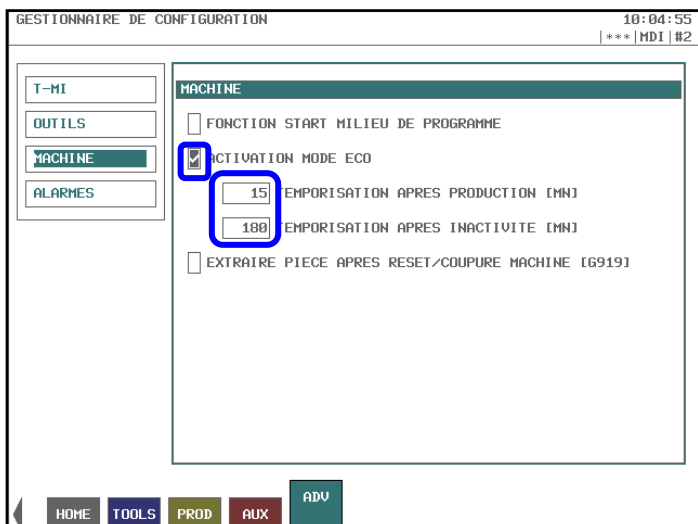 GESTIONNAIRE DE CONFIGURATION
10:04:55
|***|MDI|#2
T-MI
OUTILS
MACHINE
ALARMES
MACHINE
FONCTION START MILIEU DE PROGRAMME
ACTIVATION MODE ECO
15 TEMPORISATION APRES PRODUCTION [MN]
180 TEMPORISATION APRES INACTIVITE [MN]
EXTRAIRE PIECE APRES RESET/COUPURE MACHINE [G919]
HOME
TOOLS
PROD
AUX
ADV